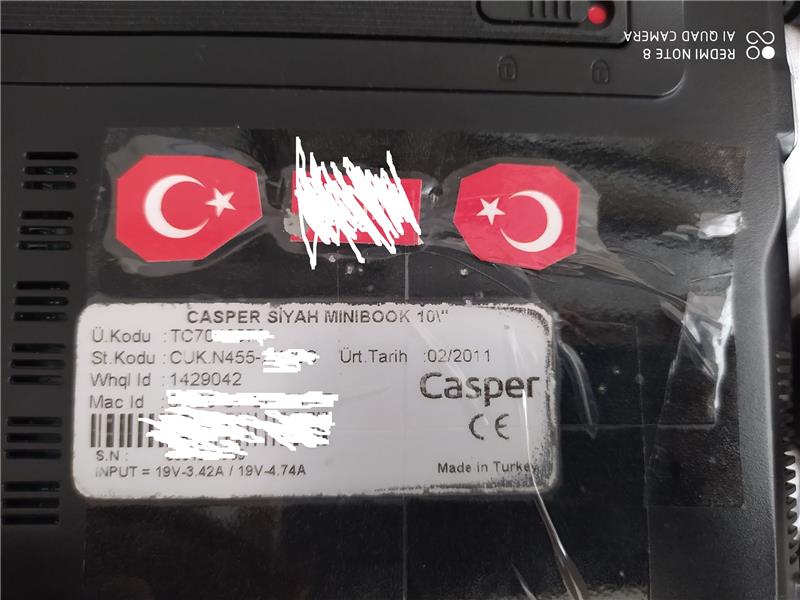 REDMI NOTE 8
AI QUAD CAMERA
CASPER SİYAH MINIBOOK 10\"
Ü.Kodu : TC70
St.Kodu : CUK.N455- Ürt.Tarih :02/2011
Whql Id : 1429042
Mac Id :
Casper
CE
S.N :
INPUT = 19V-3.42A / 19V-4.74A
Made in Turkey